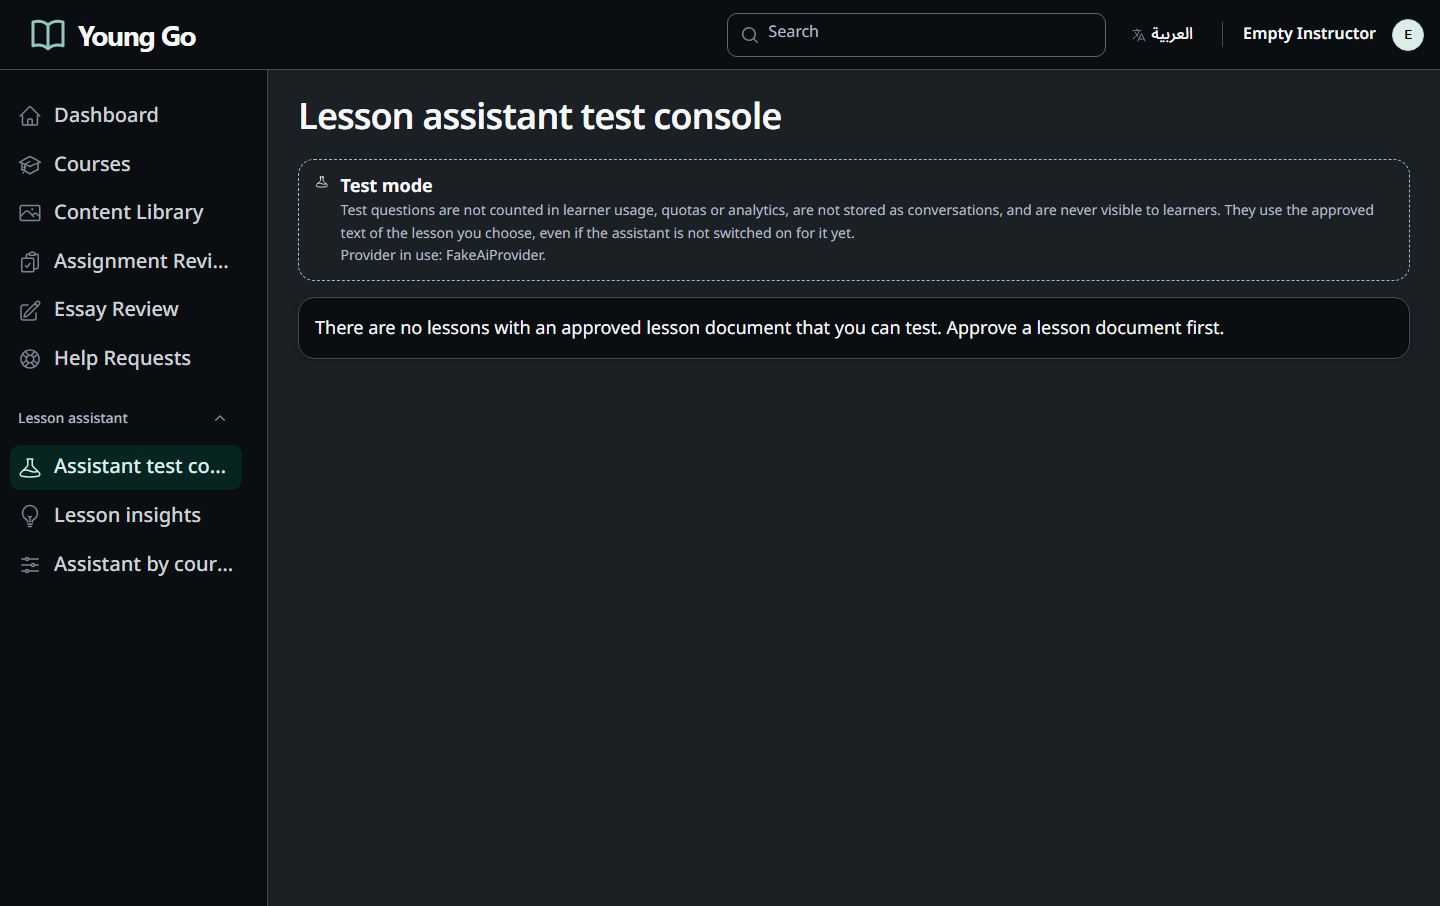 Young Go
Search
العربية
Empty Instructor
E
Dashboard
Courses
Content Library
Assignment Revi...
Essay Review
Help Requests
Lesson assistant
Assistant test co...
Lesson insights
Assistant by cour...
Lesson assistant test console
Test mode
Test questions are not counted in learner usage, quotas or analytics, are not stored as conversations, and are never visible to learners. They use the approved
text of the lesson you choose, even if the assistant is not switched on for it yet.
Provider in use: FakeAiProvider.
There are no lessons with an approved lesson document that you can test. Approve a lesson document first.